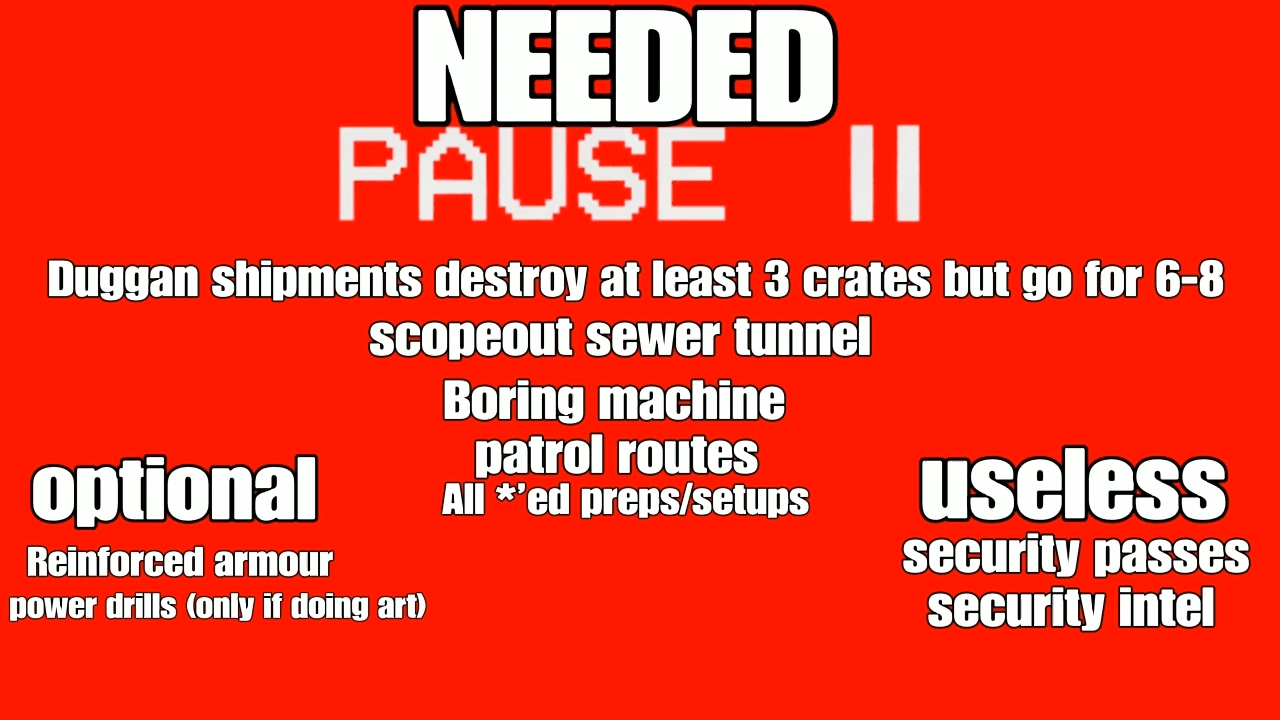 NEEDED
PAUSE II
Duggan shipments destroy at least 3 crates but go for 6-8
scopeout sewer tunnel
Boring machine
patrol routes
All *'ed preps/setups
optional
Reinforced armour
power drills (only if doing art)
useless
security passes
security intel